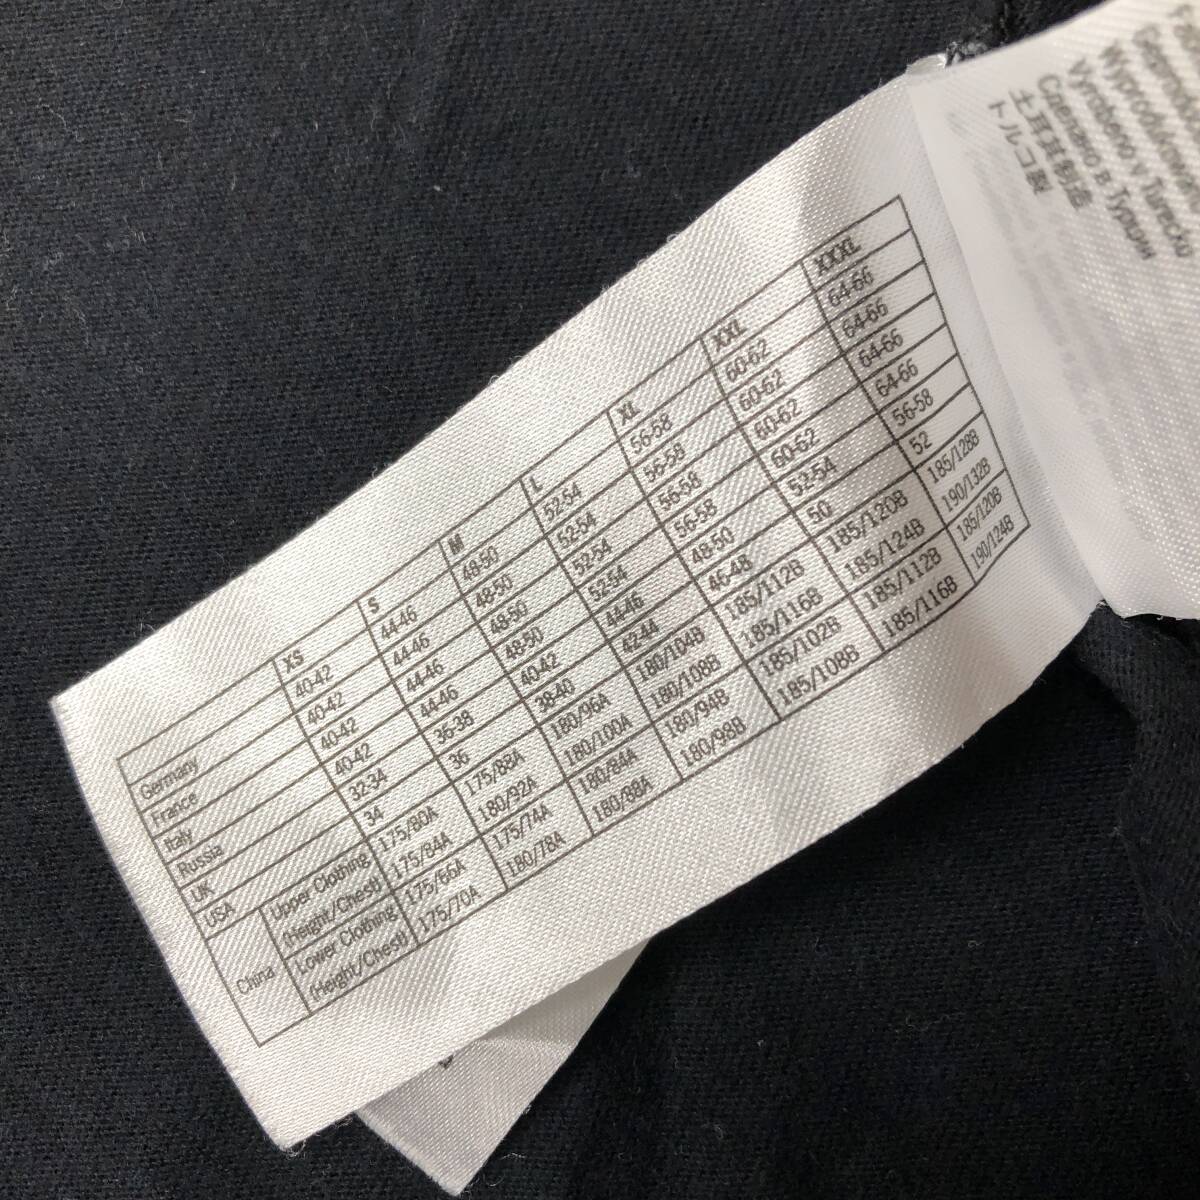 XS S M L XL XXL XXXL
Germany 40-42 44-46 48-50 52-54 56-58 60-62 64-66
France 40-42 44-46 48-50 52-54 56-58 60-62 64-66
Italy 40-42 44-46 48-50 52-54 56-58 60-62 64-66
Russia 40-42 44-46 48-50 52-54 56-58 60-62 64-66
UK 32-34 36-38 40-42 44-46 48-50 52-54 56-58
USA 34 36 38-40 42-44 46-48 50 52
China Upper Clothing 175/80A 175/88A 180/96A 180/104B 185/112B 185/120B 185/128B
(Height/Chest) 175/84A 180/92A 180/100A 180/108B 185/116B 185/124B 190/132B
Lower Clothing 175/66A 175/74A 180/84A 180/94B 185/102B 185/112B 185/120B
(Height/Chest) 175/70A 180/78A 180/88A 180/98B 185/108B 185/116B 190/124B
Vyrobeno v Turecku
Сделано в Турции
土耳其制造
トルコ製